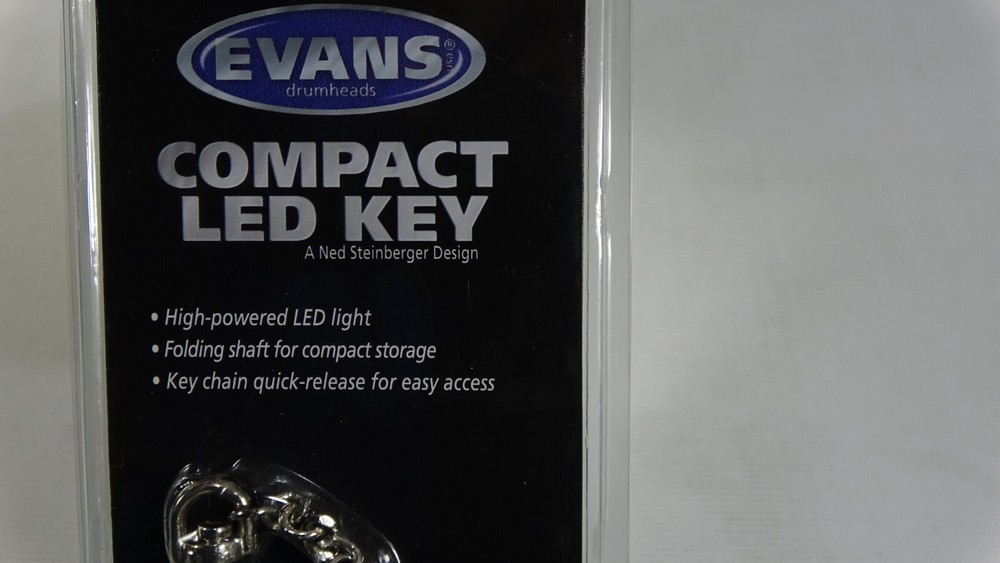 EVANS®
USA
drumheads
COMPACT
LED KEY
A Ned Steinberger Design
• High-powered LED light
• Folding shaft for compact storage
• Key chain quick-release for easy access